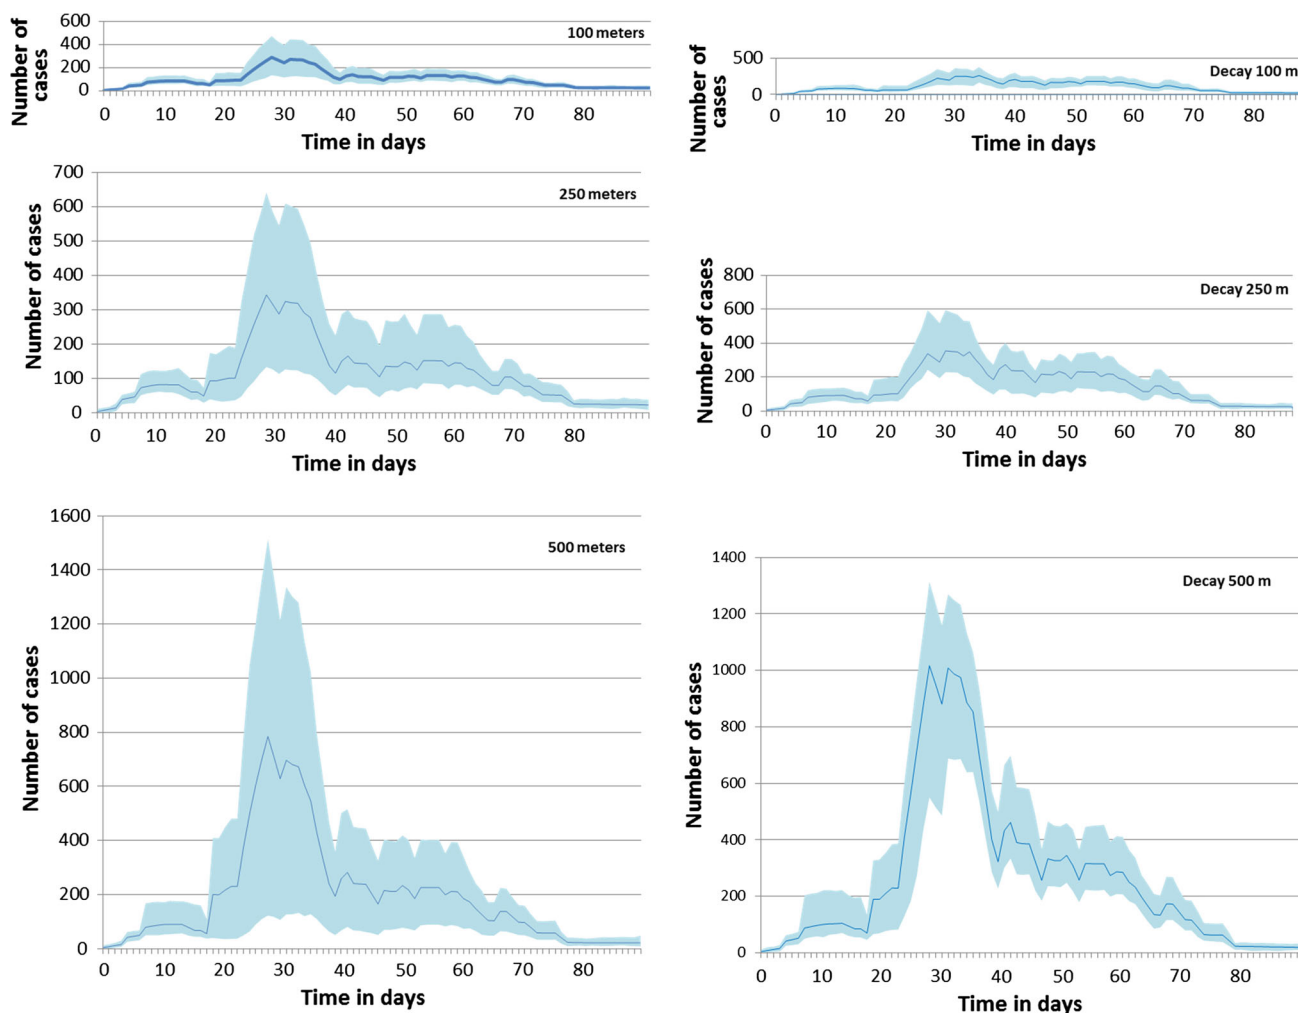 600
400
200
0
Number of
cases
100 meters
0 10 20 30 40 50 60 70 80
Time in days
500
0
Number of
cases
Decay 100 m
0 10 20 30 40 50 60 70 80
Time in days
700
600
500
400
300
200
100
0
Number of cases
250 meters
0 10 20 30 40 50 60 70 80
Time in days
800
600
400
200
0
Number of cases
Decay 250 m
0 10 20 30 40 50 60 70 80
Time in days
1600
1400
1200
1000
800
600
400
200
0
Number of cases
500 meters
0 10 20 30 40 50 60 70 80
Time in days
1400
1200
1000
800
600
400
200
0
Number of cases
Decay 500 m
0 10 20 30 40 50 60 70 80
Time in days